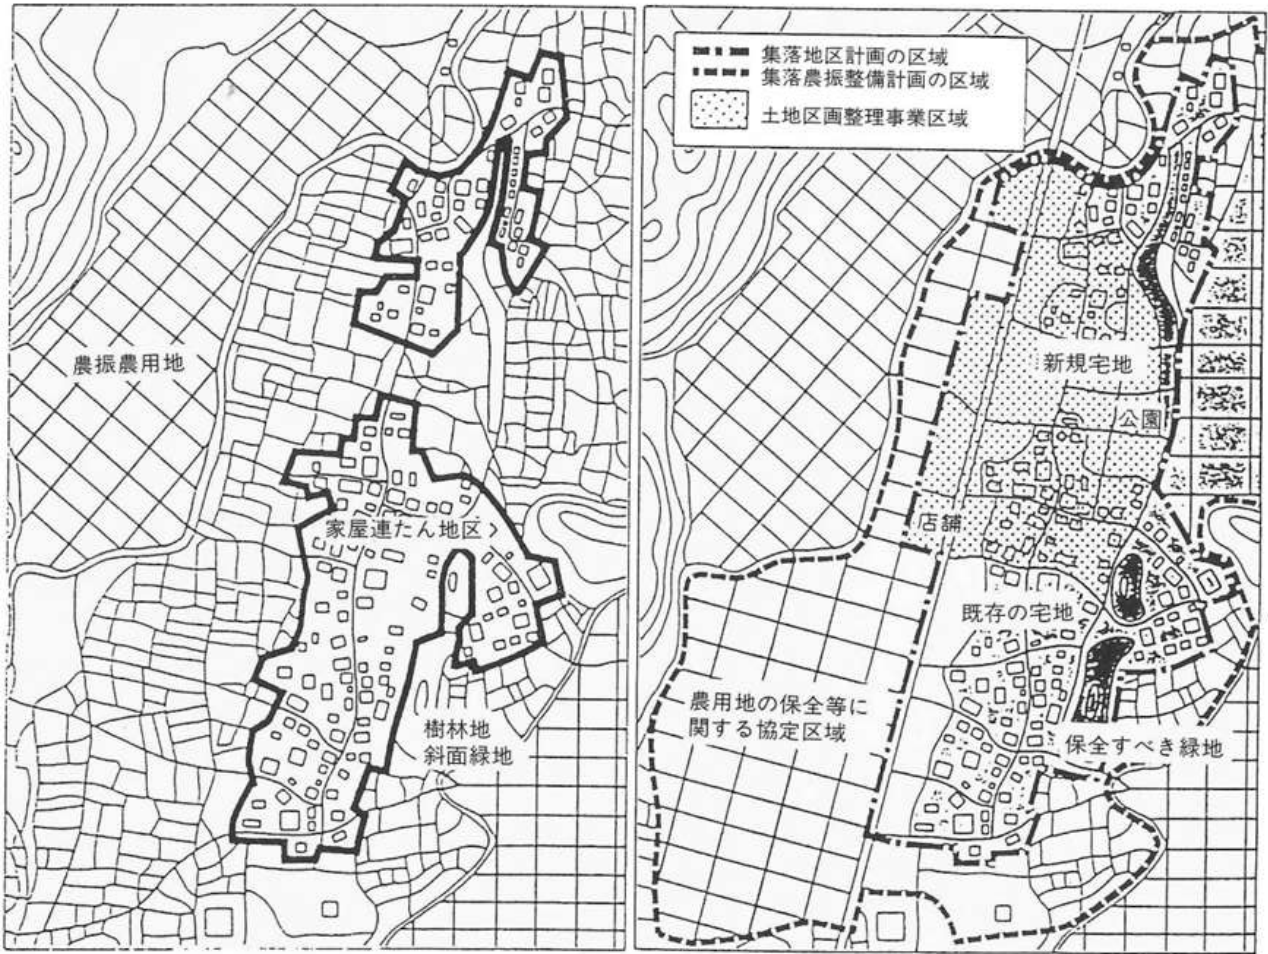 農振農用地
家屋連たん地区
樹林地
斜面緑地
集落地区計画の区域
集落農振整備計画の区域
土地区画整理事業区域
新規宅地
公園
店舗
既存の宅地
農用地の保全等に
関する協定区域
保全すべき緑地